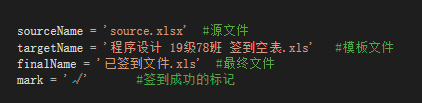 sourceName = 'source.xlsx'  #源文件
targetName = '程序设计 19级78班 签到空表.xls'   #模板文件
finalName = '已签到文件.xls'  #最终文件
mark = '√'       #签到成功的标记